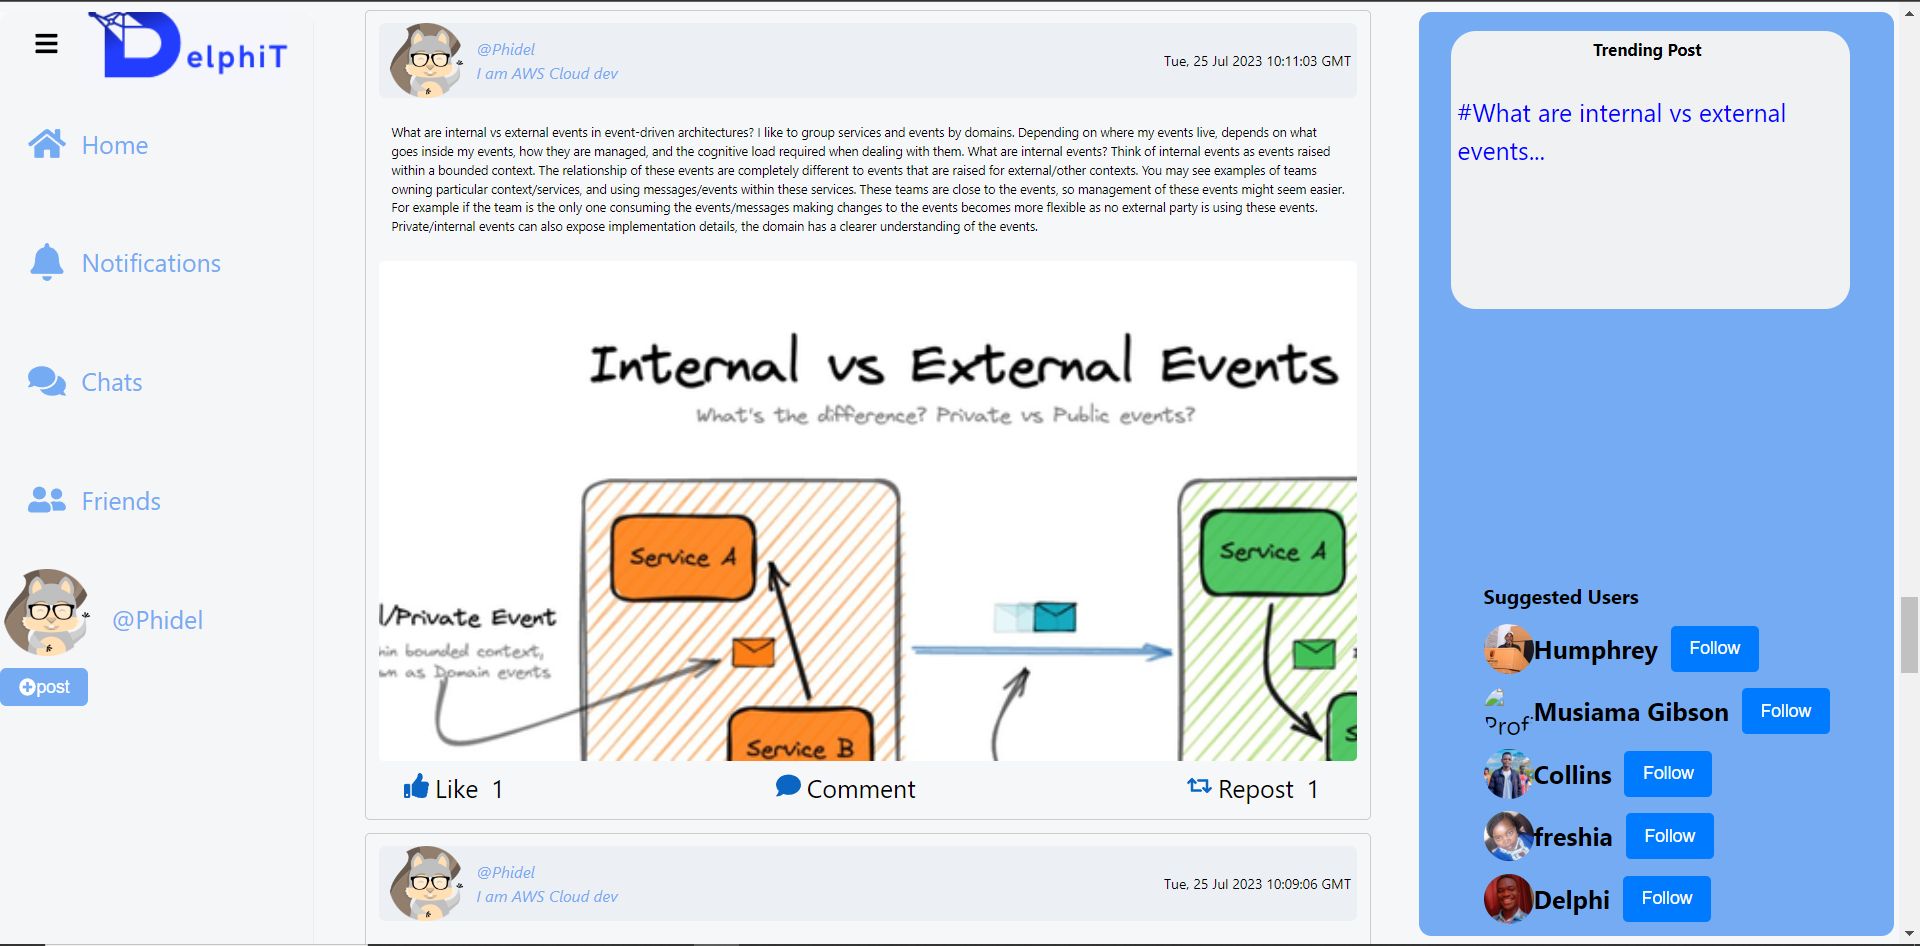 DelphiT
Home
Notifications
Chats
Friends
@Phidel
post
@Phidel
I am AWS Cloud dev
Tue, 25 Jul 2023 10:11:03 GMT
What are internal vs external events in event-driven architectures? I like to group services and events by domains. Depending on where my events live, depends on what
goes inside my events, how they are managed, and the cognitive load required when dealing with them. What are internal events? Think of internal events as events raised
within a bounded context. The relationship of these events are completely different to events that are raised for external/other contexts. You may see examples of teams
owning particular context/services, and using messages/events within these services. These teams are close to the events, so management of these events might seem easier.
For example if the team is the only one consuming the events/messages making changes to the events becomes more flexible as no external party is using these events.
Private/internal events can also expose implementation details, the domain has a clearer understanding of the events.
Internal vs External Events
What's the difference? Private vs Public events?
Service A
Service A
/Private Event
bounded context,
as Domain events
Service B
Like 1
Comment
Repost 1
@Phidel
I am AWS Cloud dev
Tue, 25 Jul 2023 10:09:06 GMT
Trending Post
#What are internal vs external
events...
Suggested Users
Humphrey
Follow
Prof
Musiama Gibson
Follow
Collins
Follow
freshia
Follow
Delphi
Follow